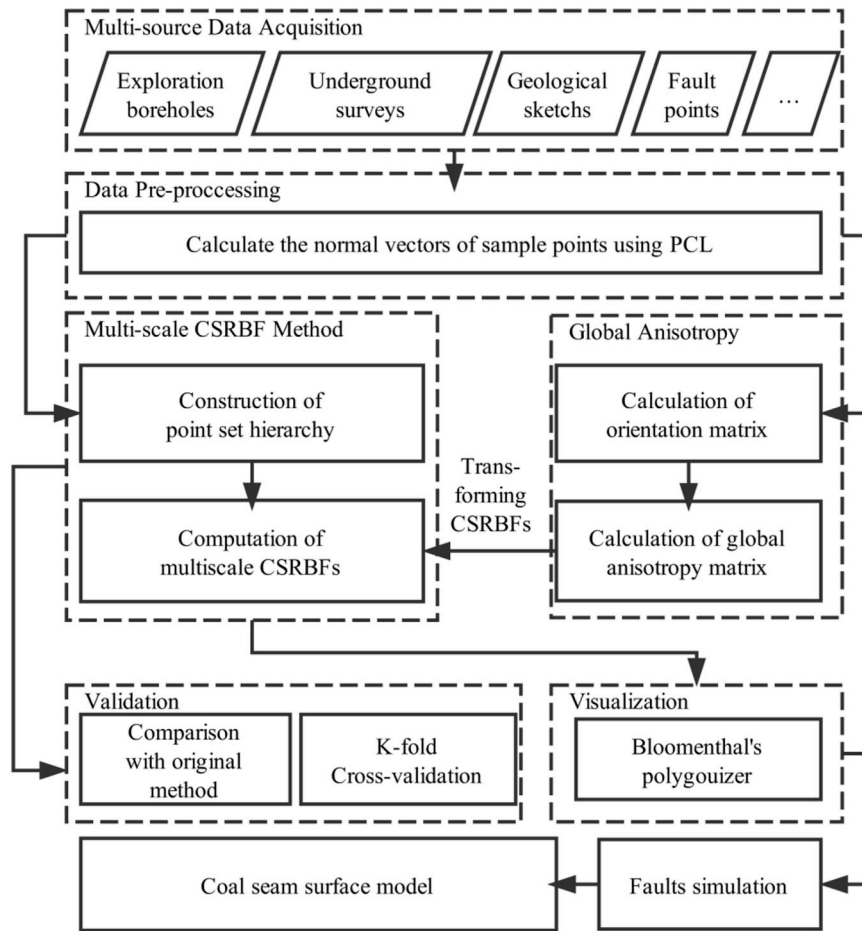 Multi-source Data Acquisition
Exploration
boreholes
Underground
surveys
Geological
sketchs
Fault
points
...
Data Pre-proccessing
Calculate the normal vectors of sample points using PCL
Multi-scale CSRBF Method
Construction of
point set hierarchy
Computation of
multiscale CSRBFs
Trans-
forming
CSRBFs
Global Anisotropy
Calculation of
orientation matrix
Calculation of global
anisotropy matrix
Validation
Comparison
with original
method
K-fold
Cross-validation
Visualization
Bloomenthal's
polygouizer
Coal seam surface model
Faults simulation